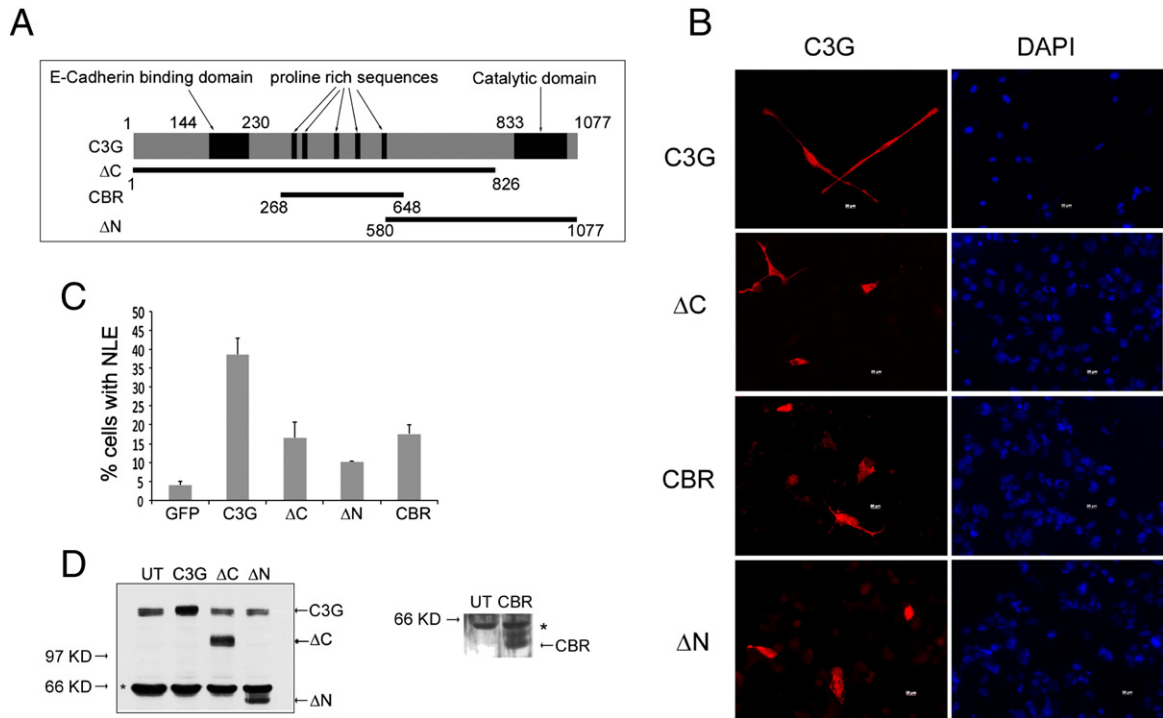 A
E-Cadherin binding domain proline rich sequences Catalytic domain
1 144 230 833 1077
C3G
ΔC
1 826
CBR
268 648
ΔN
580 1077
B
C3G DAPI
C3G
ΔC
CBR
ΔN
C
% cells with NLE
50
45
40
35
30
25
20
15
10
5
0
GFP C3G ΔC ΔN CBR
D
UT C3G ΔC ΔN
←C3G
←ΔC
97 KD →
66 KD → *
←ΔN
UT CBR
66 KD →
*
←CBR